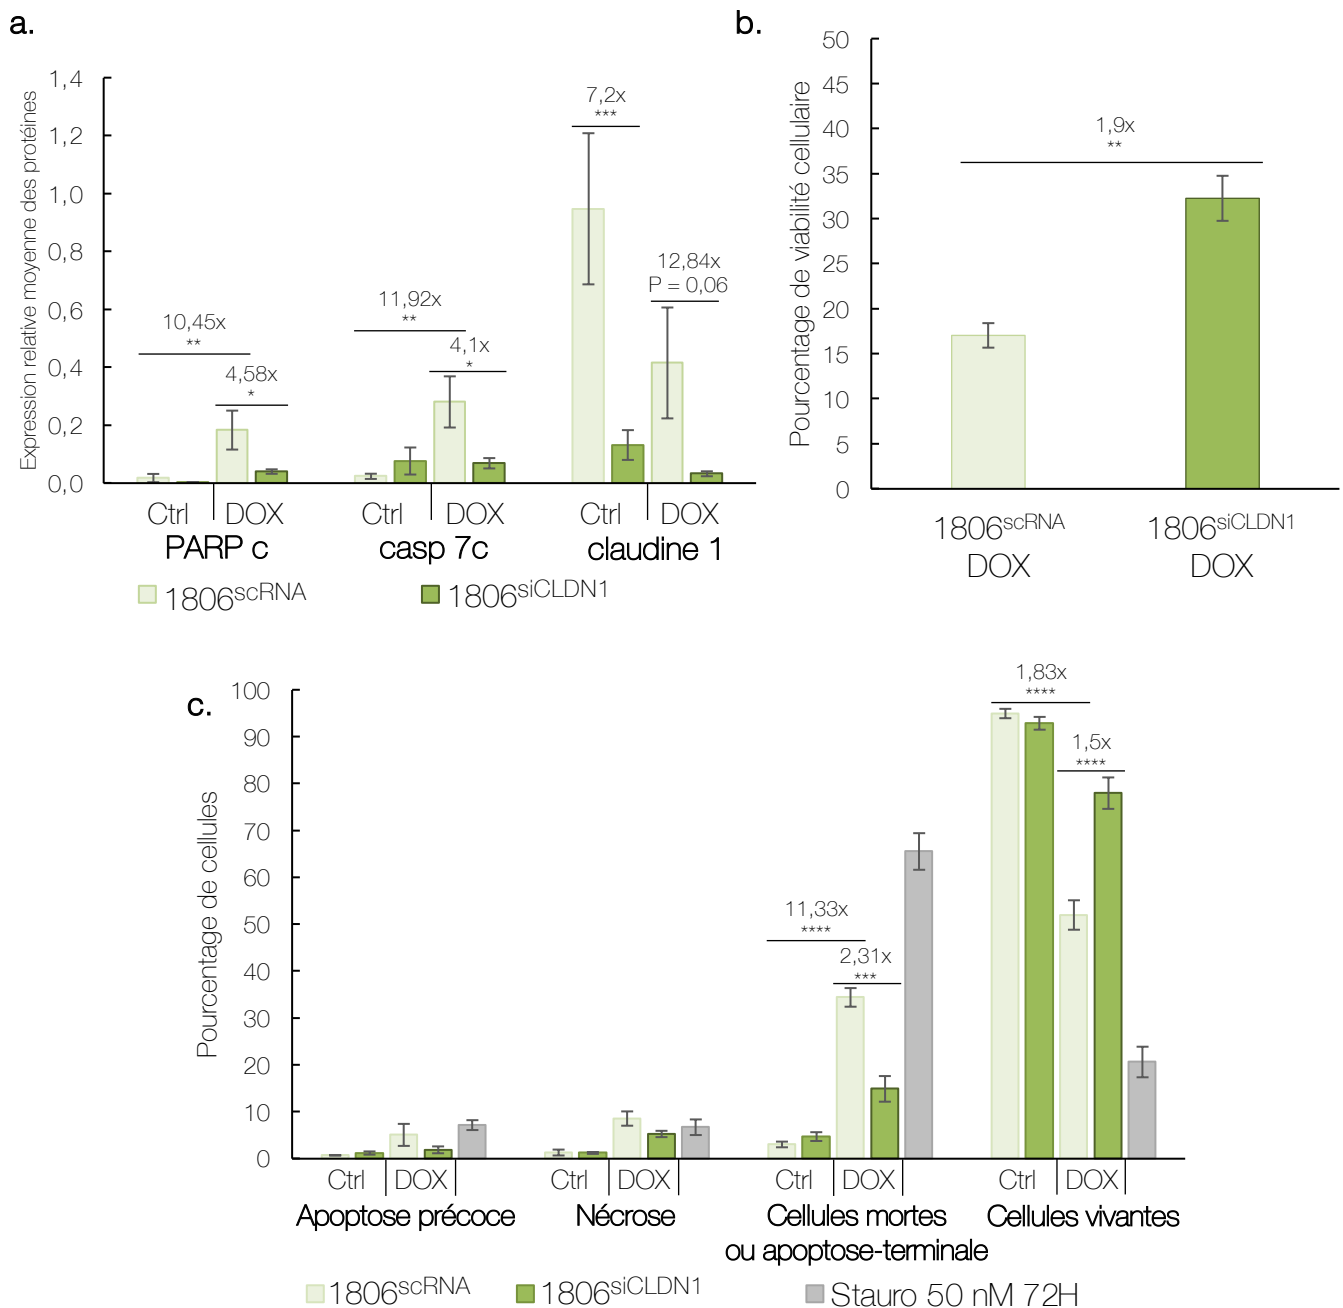 a.
Expression relative moyenne des protéines
1,4
1,2
1,0
0,8
0,6
0,4
0,2
0,0
10,45x
**
4,58x
*
11,92x
**
4,1x
*
7,2x
***
12,84x
P = 0,06
Ctrl DOX Ctrl DOX Ctrl DOX
PARP c casp 7c claudine 1
1806scRNA 1806siCLDN1
b.
Pourcentage de viabilité cellulaire
50
45
40
35
30
25
20
15
10
5
0
1,9x
**
1806scRNA 1806siCLDN1
DOX DOX
c.
Pourcentage de cellules
100
90
80
70
60
50
40
30
20
10
0
11,33x
****
2,31x
***
1,83x
****
1,5x
****
Ctrl DOX Ctrl DOX Ctrl DOX Ctrl DOX
Apoptose précoce Nécrose Cellules mortes Cellules vivantes
ou apoptose-terminale
1806scRNA 1806siCLDN1 Stauro 50 nM 72H